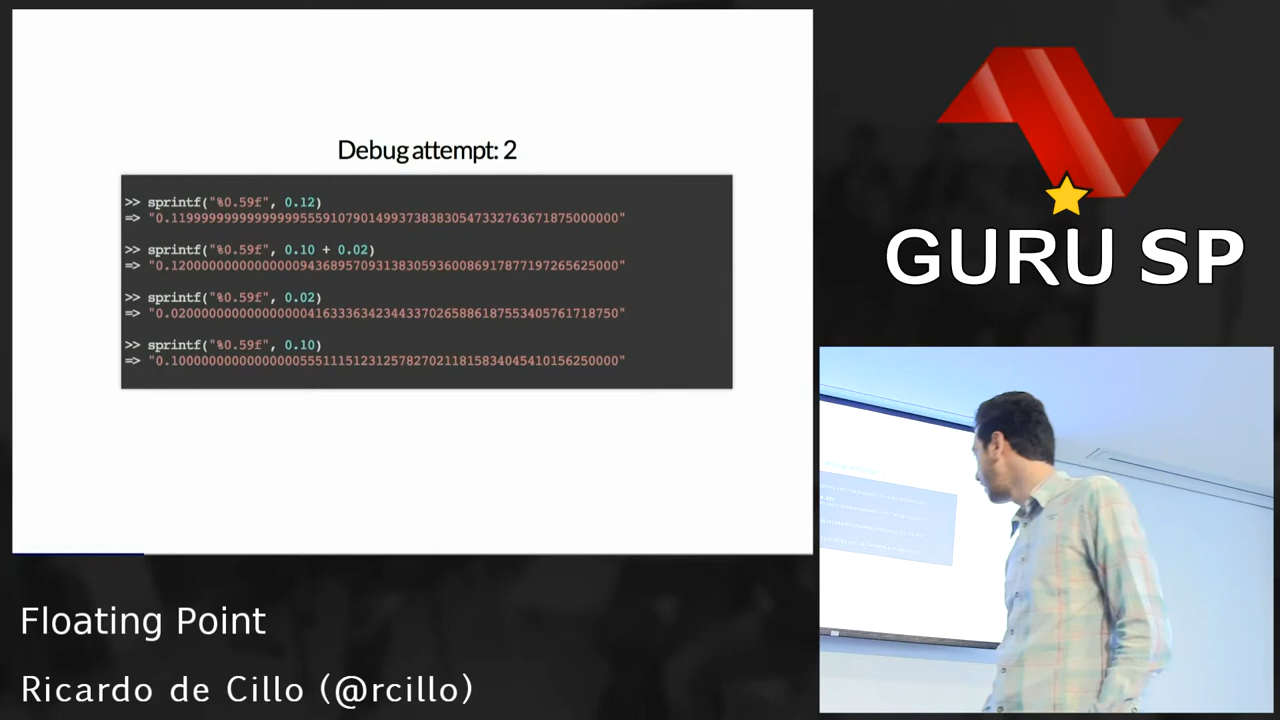 Debug attempt: 2
>> sprintf("%0.59f", 0.12)
=> "0.11999999999999999555910790149937383830547332763671875000000"
>> sprintf("%0.59f", 0.10 + 0.02)
=> "0.12000000000000000943689570931383059360086917877197265625000"
>> sprintf("%0.59f", 0.02)
=> "0.02000000000000000041633363423443370265886187553405761718750"
>> sprintf("%0.59f", 0.10)
=> "0.10000000000000000555111512312578270211815834045410156250000"
GURU SP
Floating Point
Ricardo de Cillo (@rcillo)